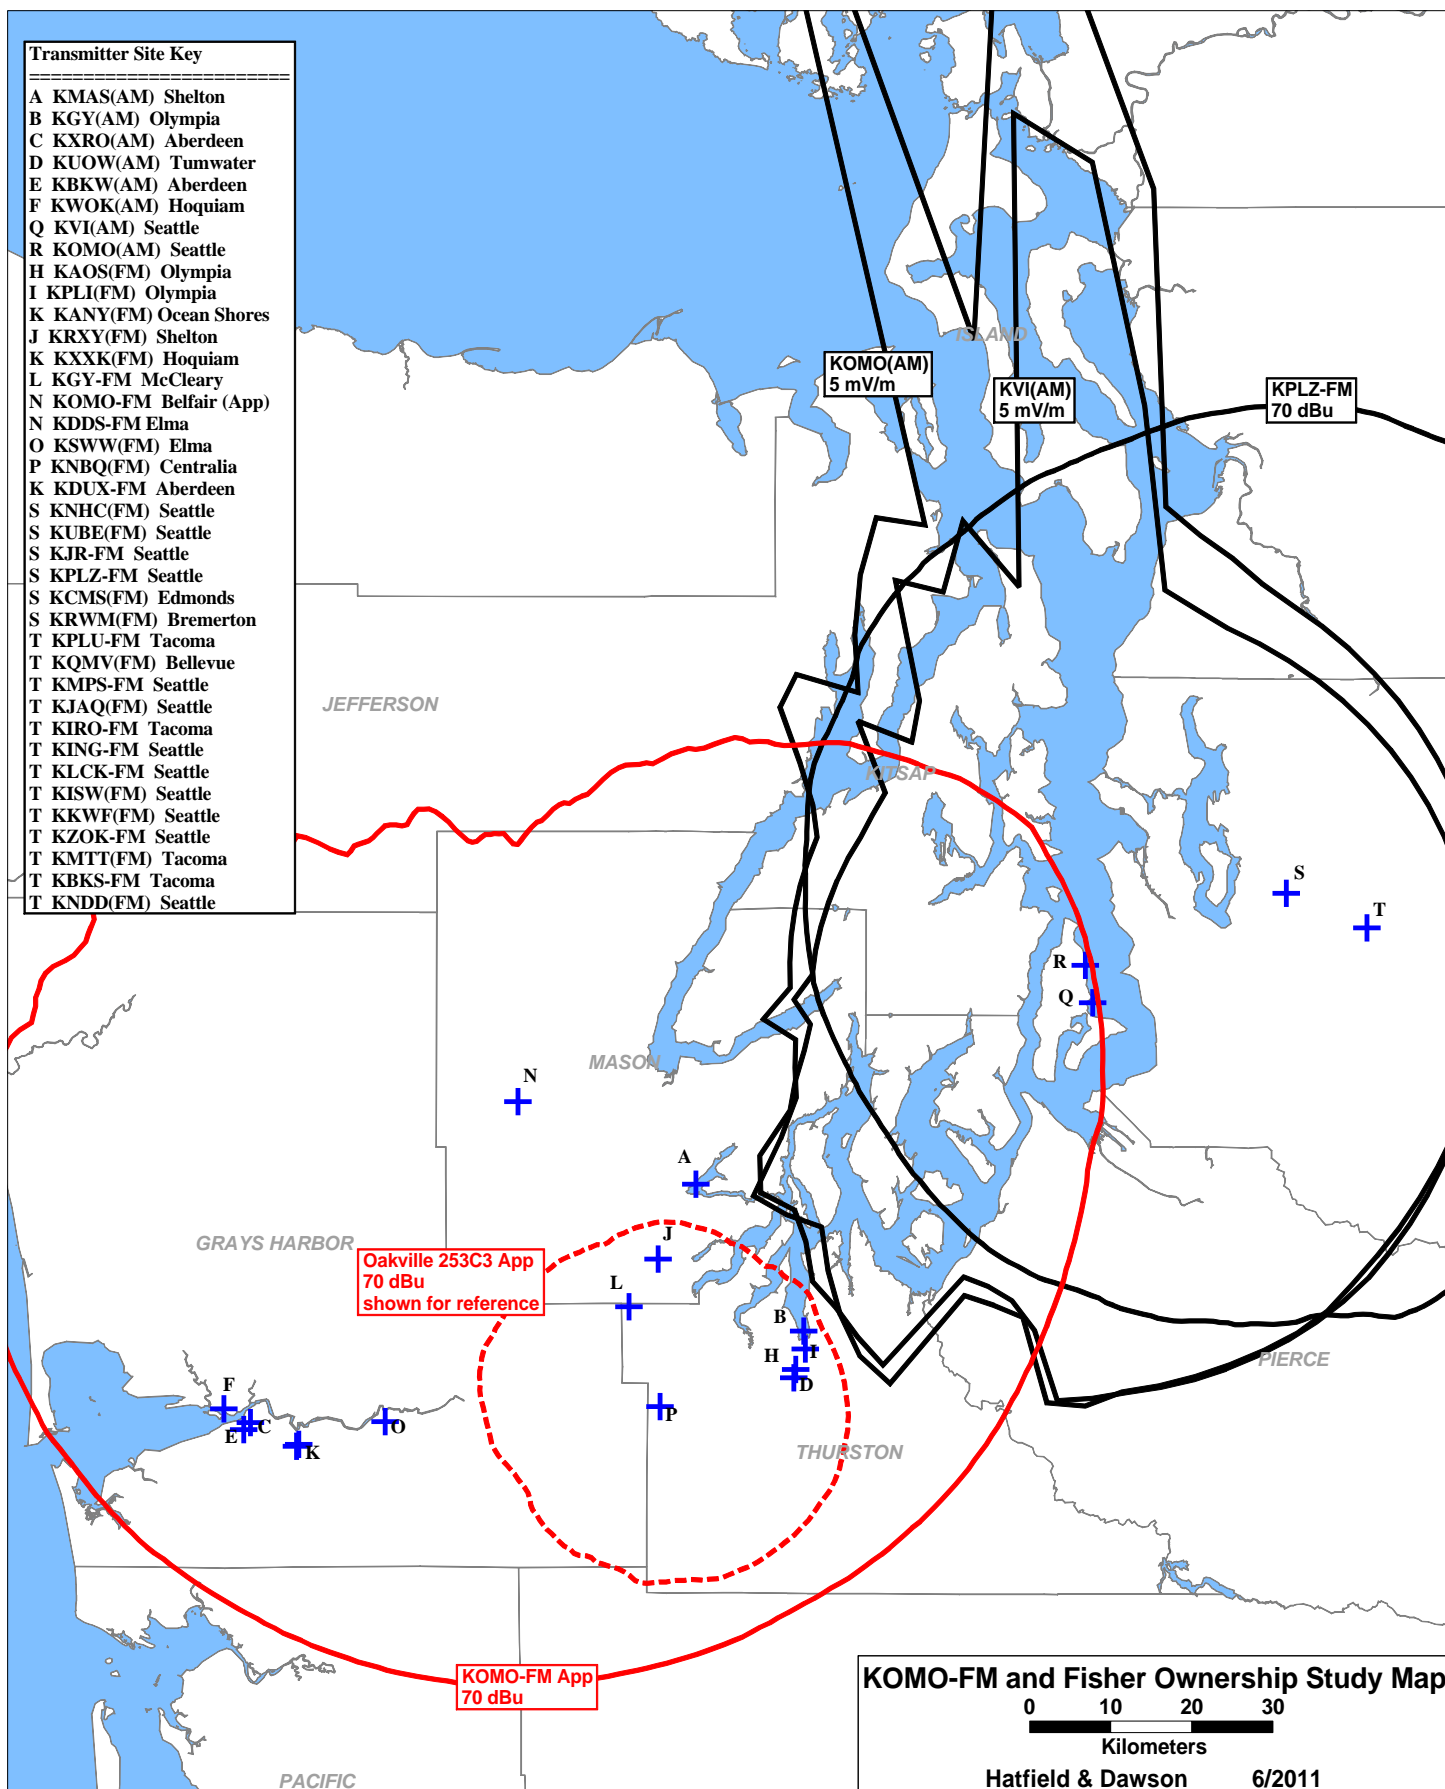 Transmitter Site Key
========================
A KMAS(AM) Shelton
B KGY(AM) Olympia
C KXRO(AM) Aberdeen
D KUOW(AM) Tumwater
E KBKW(AM) Aberdeen
F KWOK(AM) Hoquiam
Q KVI(AM) Seattle
R KOMO(AM) Seattle
H KAOS(FM) Olympia
I KPLI(FM) Olympia
K KANY(FM) Ocean Shores
J KRXY(FM) Shelton
K KXXK(FM) Hoquiam
L KGY-FM McCleary
N KOMO-FM Belfair (App)
N KDDS-FM Elma
O KSWW(FM) Elma
P KNBQ(FM) Centralia
K KDUX-FM Aberdeen
S KNHC(FM) Seattle
S KUBE(FM) Seattle
S KJR-FM Seattle
S KPLZ-FM Seattle
S KCMS(FM) Edmonds
S KRWM(FM) Bremerton
T KPLU-FM Tacoma
T KQMV(FM) Bellevue
T KMPS-FM Seattle
T KJAQ(FM) Seattle
T KIRO-FM Tacoma
T KING-FM Seattle
T KLCK-FM Seattle
T KISW(FM) Seattle
T KKWF(FM) Seattle
T KZOK-FM Seattle
T KMTT(FM) Tacoma
T KBKS-FM Tacoma
T KNDD(FM) Seattle
ISLAND
KOMO(AM)
5 mV/m
KVI(AM)
5 mV/m
KPLZ-FM
70 dBu
JEFFERSON
KITSAP
S
T
R
Q
MASON
N
A
GRAYS HARBOR
J
Oakville 253C3 App
70 dBu
shown for reference
L
B
I
H
D
PIERCE
F
C
E
K
O
P
THURSTON
KOMO-FM App
70 dBu
PACIFIC
KOMO-FM and Fisher Ownership Study Map
0 10 20 30
Kilometers
Hatfield & Dawson 6/2011